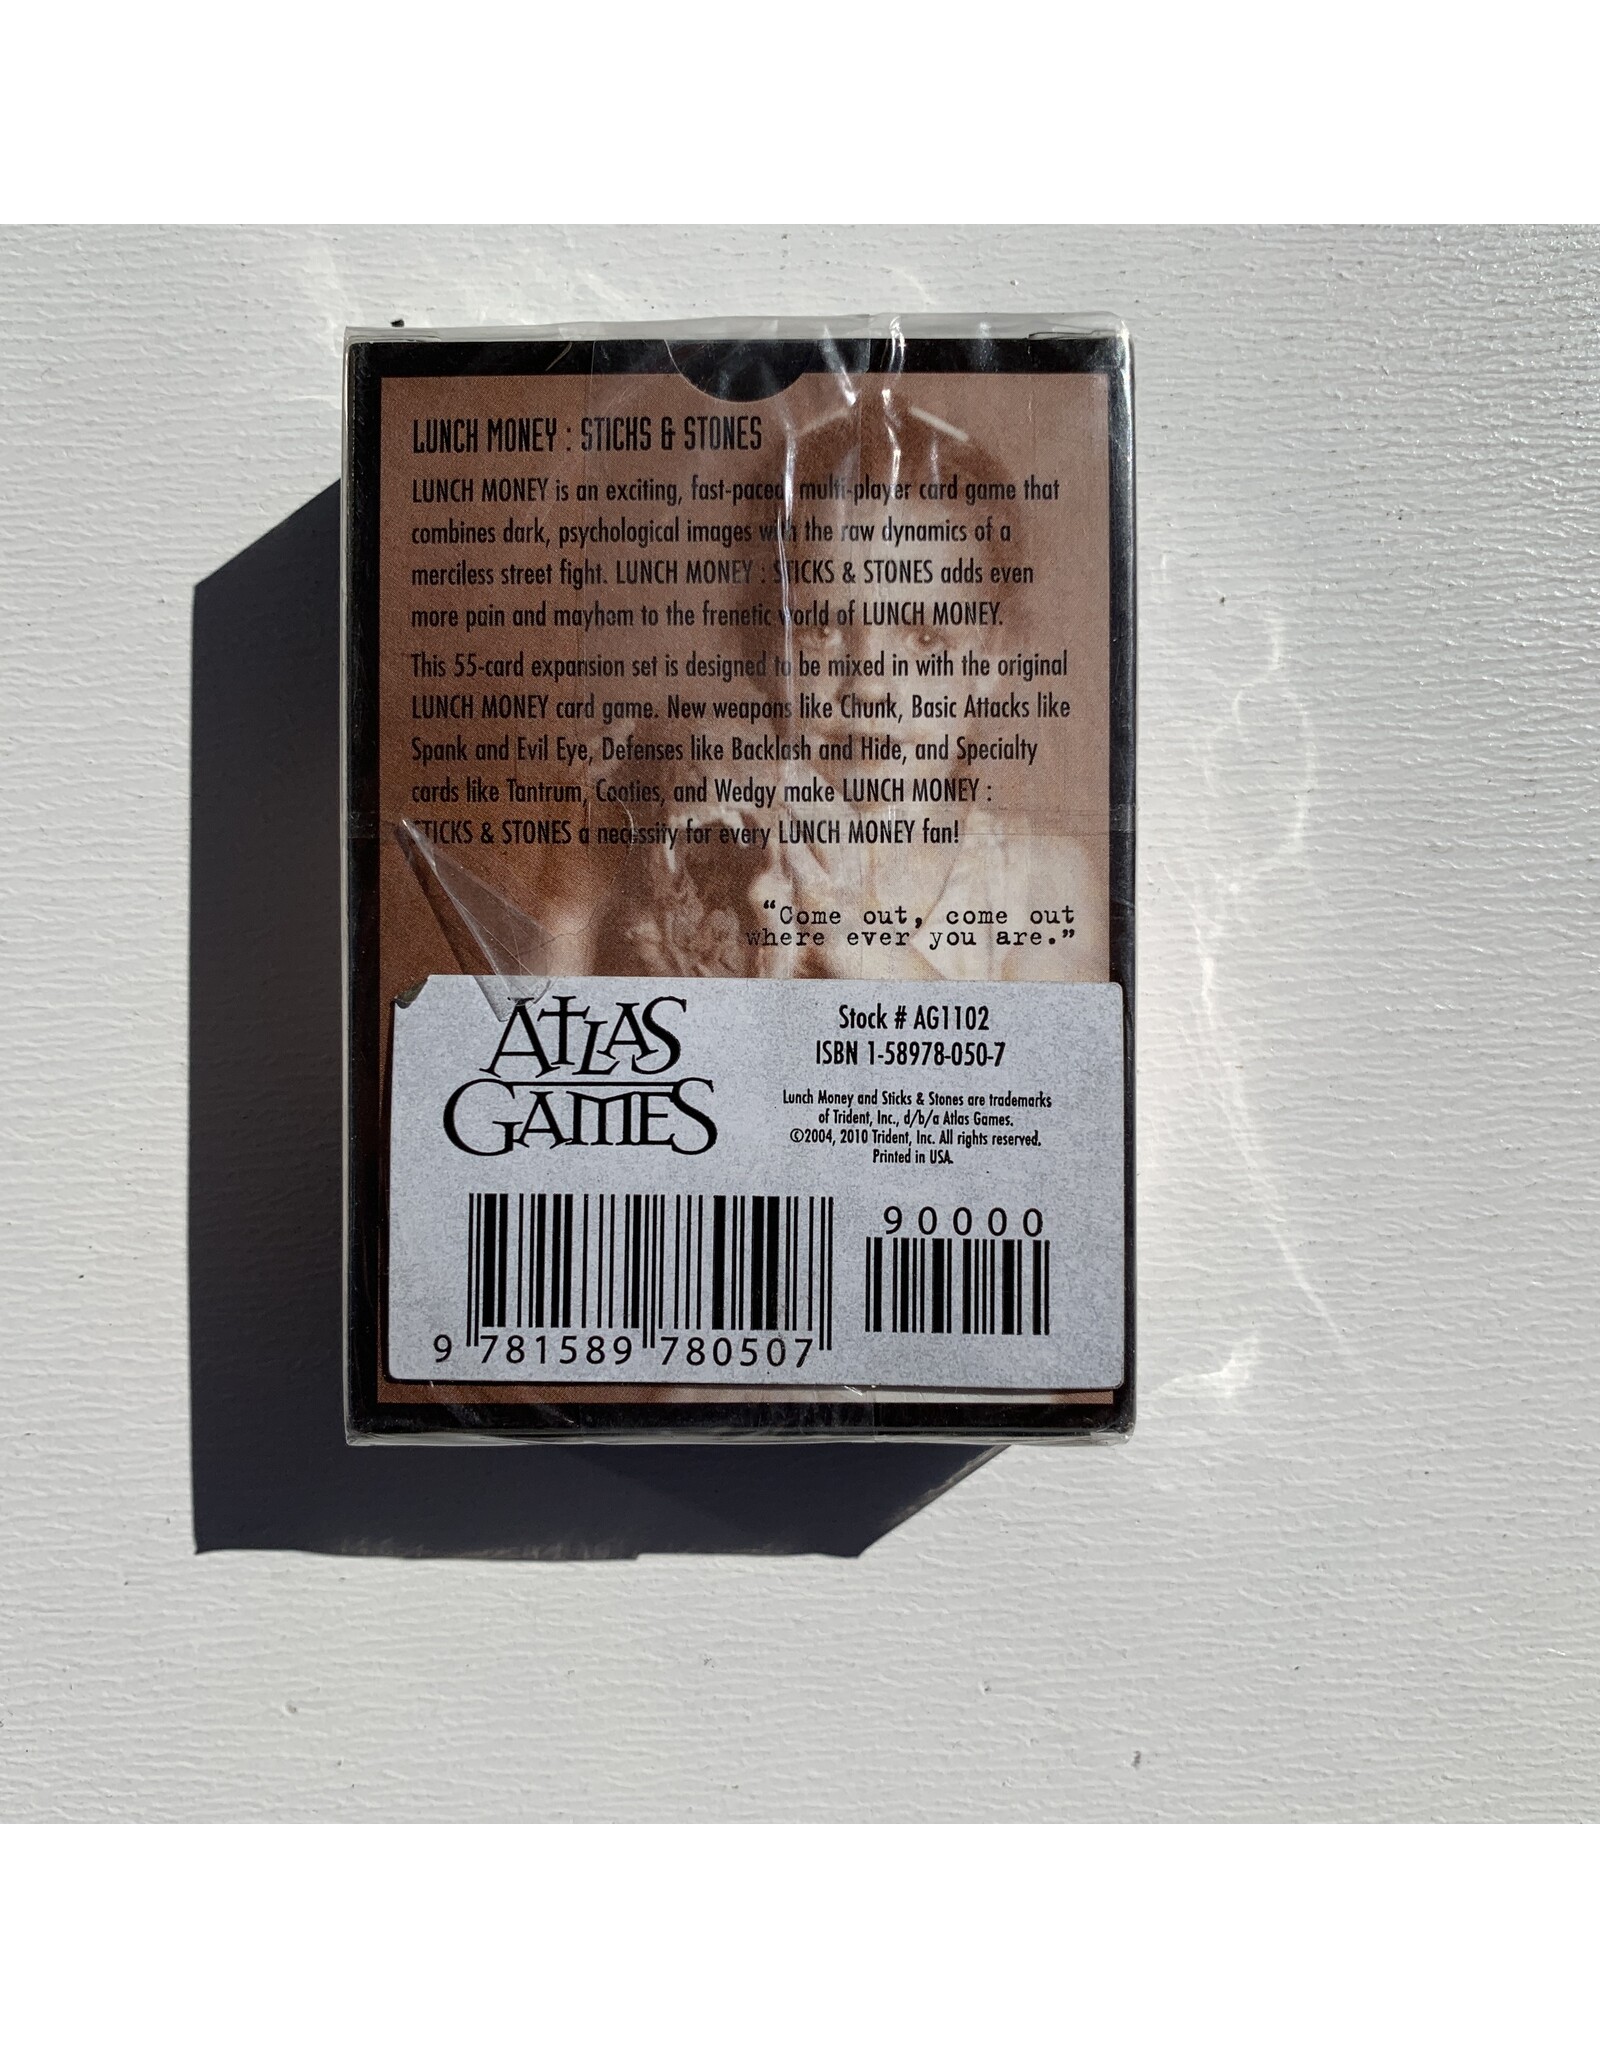 LUNCH MONEY : STICKS & STONES
LUNCH MONEY is an exciting, fast-paced, multi-player card game that
combines dark, psychological images with the raw dynamics of a
merciless street fight. LUNCH MONEY : STICKS & STONES adds even
more pain and mayhem to the frenetic world of LUNCH MONEY.
This 55-card expansion set is designed to be mixed in with the original
LUNCH MONEY card game. New weapons like Chunk, Basic Attacks like
Spank and Evil Eye, Defenses like Backlash and Hide, and Specialty
cards like Tantrum, Cooties, and Wedgy make LUNCH MONEY :
STICKS & STONES a necessity for every LUNCH MONEY fan!
“Come out, come out
where ever you are.”
ATLAS
GAMES
Stock # AG1102
ISBN 1-58978-050-7
Lunch Money and Sticks & Stones are trademarks
of Trident, Inc., d/b/a Atlas Games.
©2004, 2010 Trident, Inc. All rights reserved.
Printed in USA.
90000
9 781589 780507